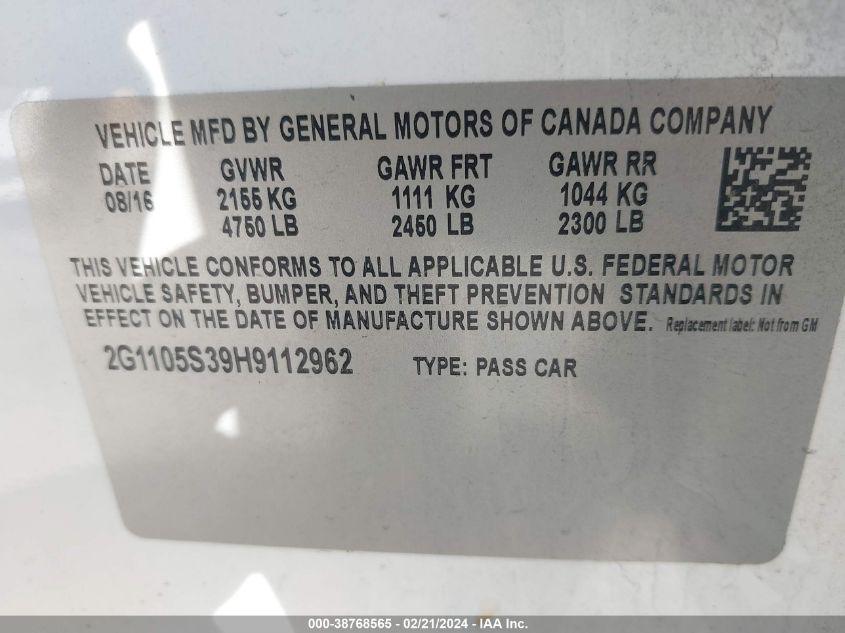 VEHICLE MFD BY GENERAL MOTORS OF CANADA COMPANY
DATE GVWR GAWR FRT GAWR RR
08/16 2155 KG 1111 KG 1044 KG
4750 LB 2450 LB 2300 LB
THIS VEHICLE CONFORMS TO ALL APPLICABLE U.S. FEDERAL MOTOR
VEHICLE SAFETY, BUMPER, AND THEFT PREVENTION STANDARDS IN
EFFECT ON THE DATE OF MANUFACTURE SHOWN ABOVE. Replacement label: Not from GM
2G1105S39H9112962 TYPE: PASS CAR
000-38768565 - 02/21/2024 - IAA Inc.